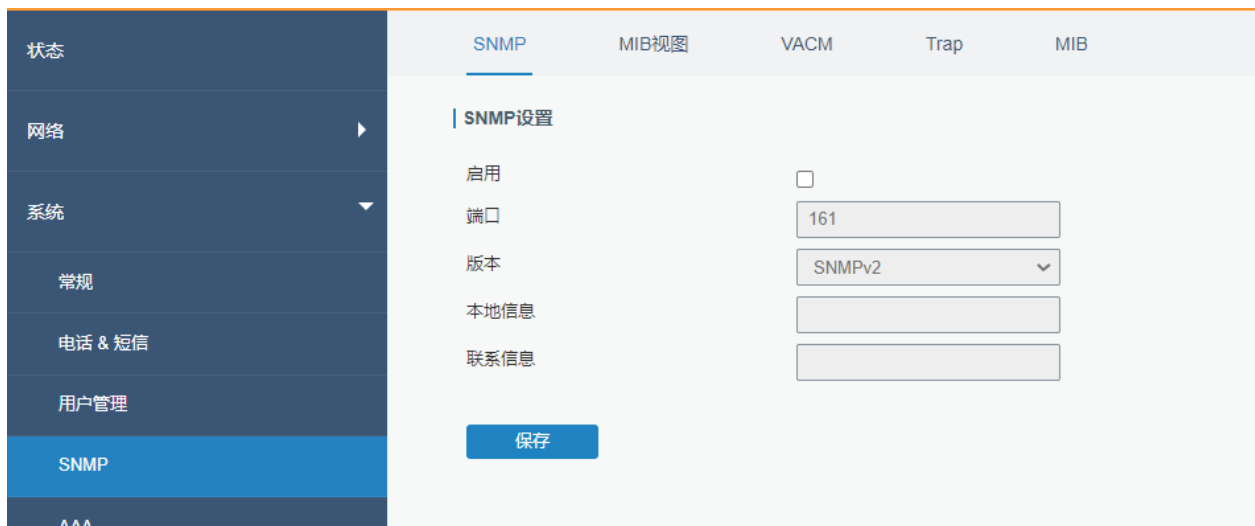 状态
网络
系统
常规
电话 & 短信
用户管理
SNMP
AAA
SNMP MIB视图 VACM Trap MIB
SNMP设置
启用
端口 161
版本 SNMPv2
本地信息
联系信息
保存